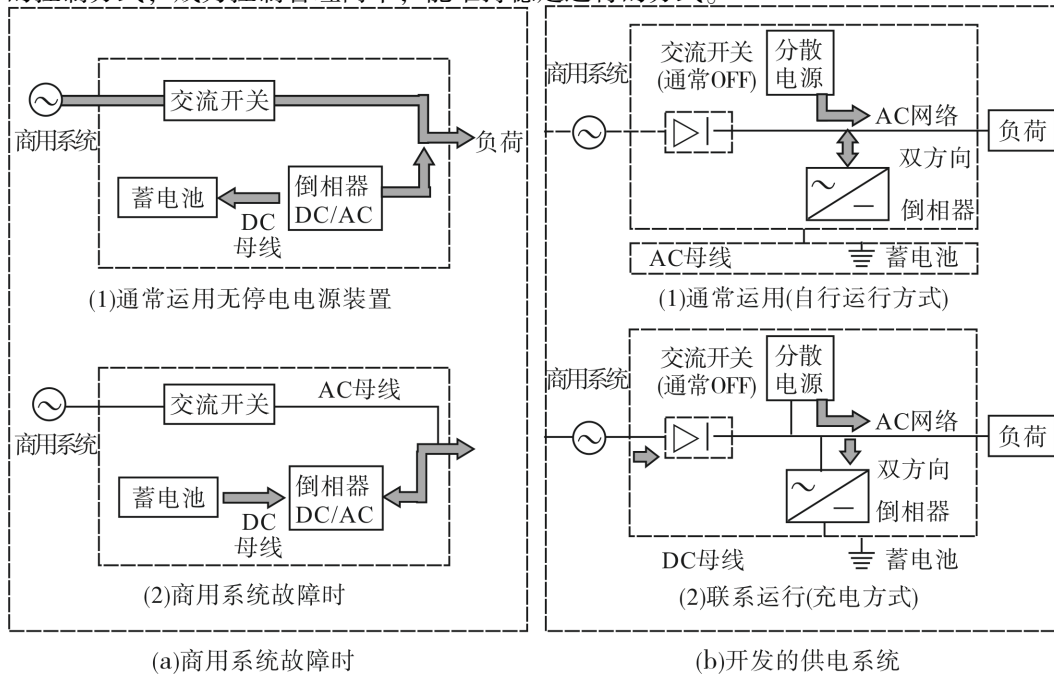 商用系统
交流开关
负荷
蓄电池
倒相器
DC/AC
DC
母线
(1)通常运用无停电电源装置
商用系统
交流开关
AC母线
蓄电池
倒相器
DC/AC
DC
母线
(2)商用系统故障时
(a)商用系统故障时
商用系统
交流开关
(通常OFF)
分散
电源
AC网络
负荷
双方向
倒相器
AC母线
蓄电池
(1)通常运用(自行运行方式)
商用系统
交流开关
(通常OFF)
分散
电源
AC网络
负荷
双方向
倒相器
DC母线
蓄电池
(2)联系运行(充电方式)
(b)开发的供电系统